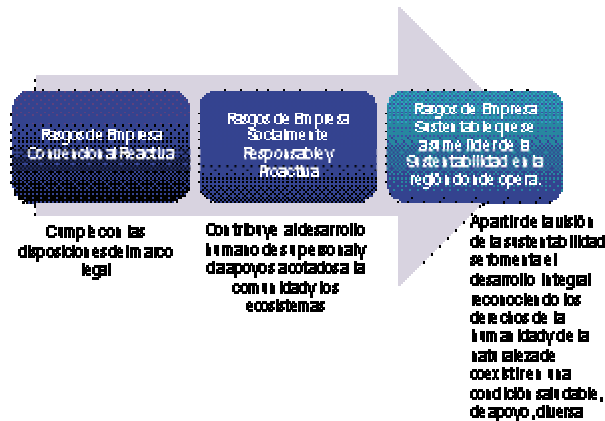 Rasgos de Empresa
Convencional Reactiva
Rasgos de Empresa
Socialmente
Responsable y
Proactiva
Rasgos de Empresa
Sustentable que se
asume lider de la
Sustentabilidad en la
región donde opera.
Cumple con las
disposiciones del marco
legal
Contribuye al desarrollo
humano de su personal y
da apoyos acotados a la
comunidad y los
ecosistemas
A partir de la visión
de la sustentabilidad
se fomenta el
desarrollo integral
reconociendo los
derechos de la
humanidad y de la
naturaleza de
coexistir en una
condición saludable,
de apoyo, diversa